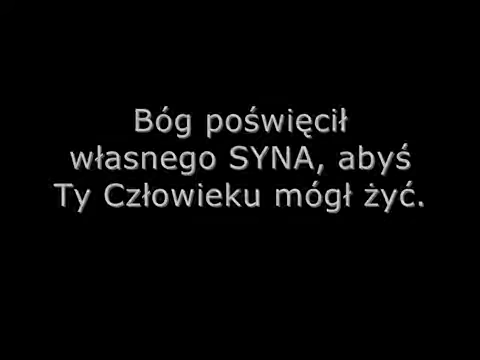 Bóg poświęcił
własnego SYNA, abyś
Ty Człowieku mógł żyć.